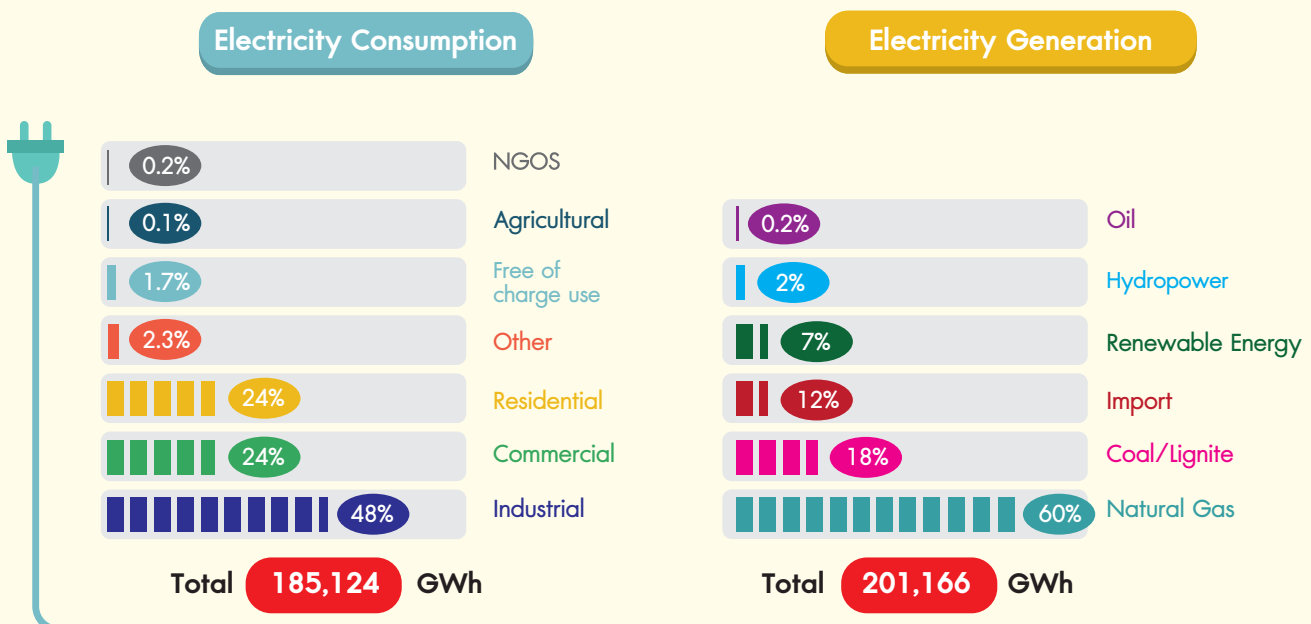 Electricity Consumption
0.2% NGOS
0.1% Agricultural
1.7% Free of
charge use
2.3% Other
24% Residential
24% Commercial
48% Industrial
Total 185,124 GWh
Electricity Generation
0.2% Oil
2% Hydropower
7% Renewable Energy
12% Import
18% Coal/Lignite
60% Natural Gas
Total 201,166 GWh